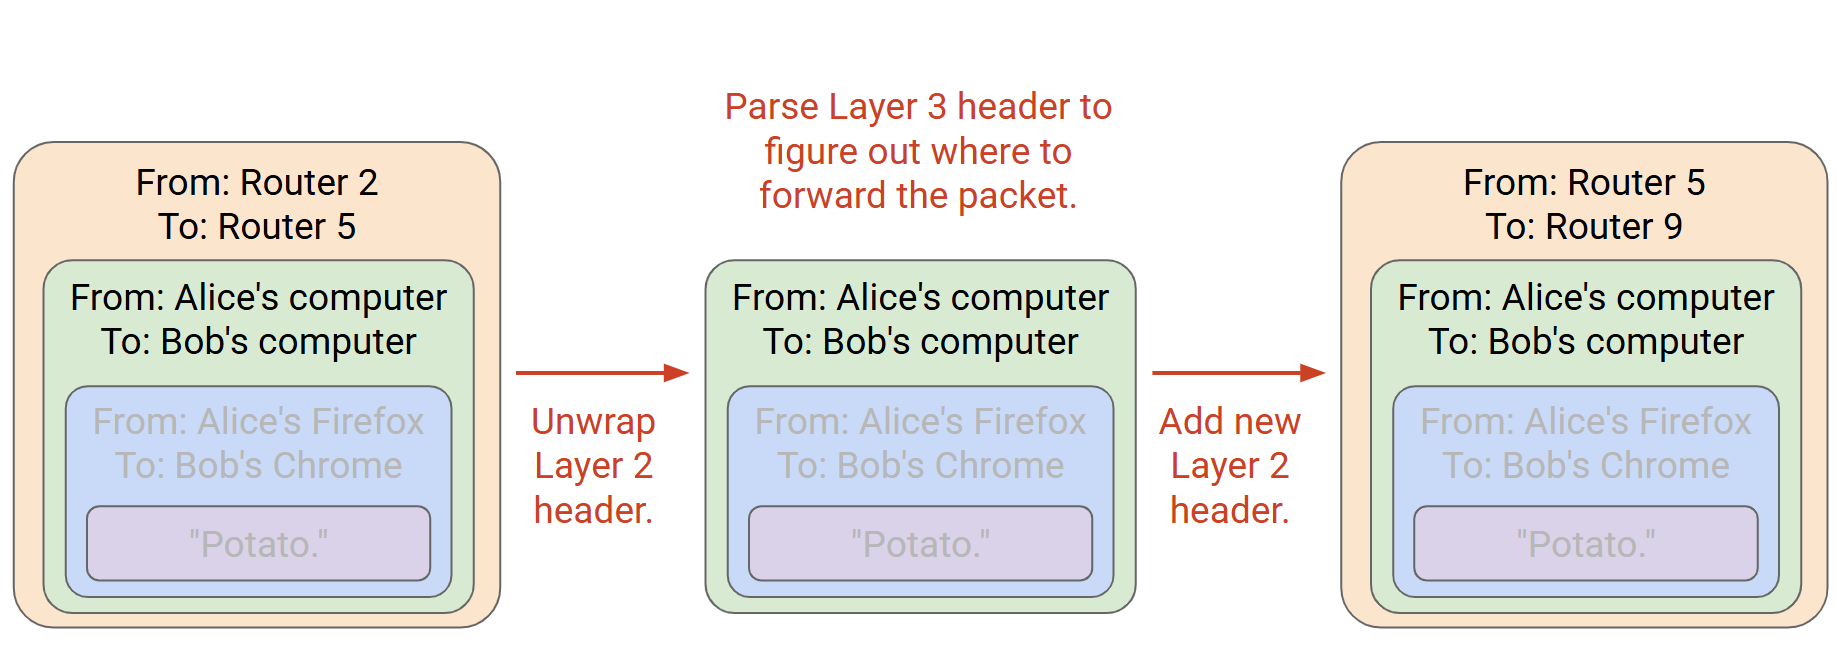 Parse Layer 3 header to
figure out where to
forward the packet.
From: Router 2
To: Router 5
From: Alice's computer
To: Bob's computer
From: Alice's Firefox
To: Bob's Chrome
"Potato."
Unwrap
Layer 2
header.
From: Alice's computer
To: Bob's computer
From: Alice's Firefox
To: Bob's Chrome
"Potato."
Add new
Layer 2
header.
From: Router 5
To: Router 9
From: Alice's computer
To: Bob's computer
From: Alice's Firefox
To: Bob's Chrome
"Potato."